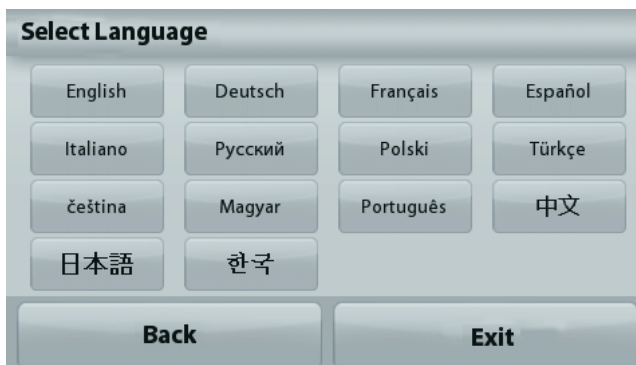 Select Language
English Deutsch Français Español
Italiano Русский Polski Türkçe
čeština Magyar Português 中文
日本語 한국
Back Exit